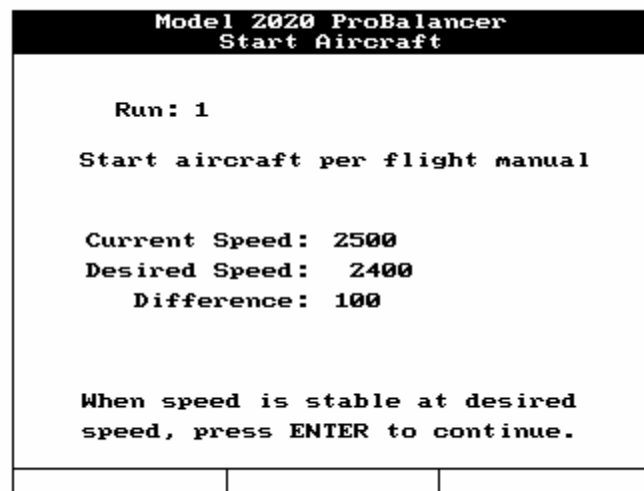 Model 2020 ProBalancer
Start Aircraft
Run: 1
Start aircraft per flight manual
Current Speed: 2500
Desired Speed: 2400
Difference: 100
When speed is stable at desired
speed, press ENTER to continue.